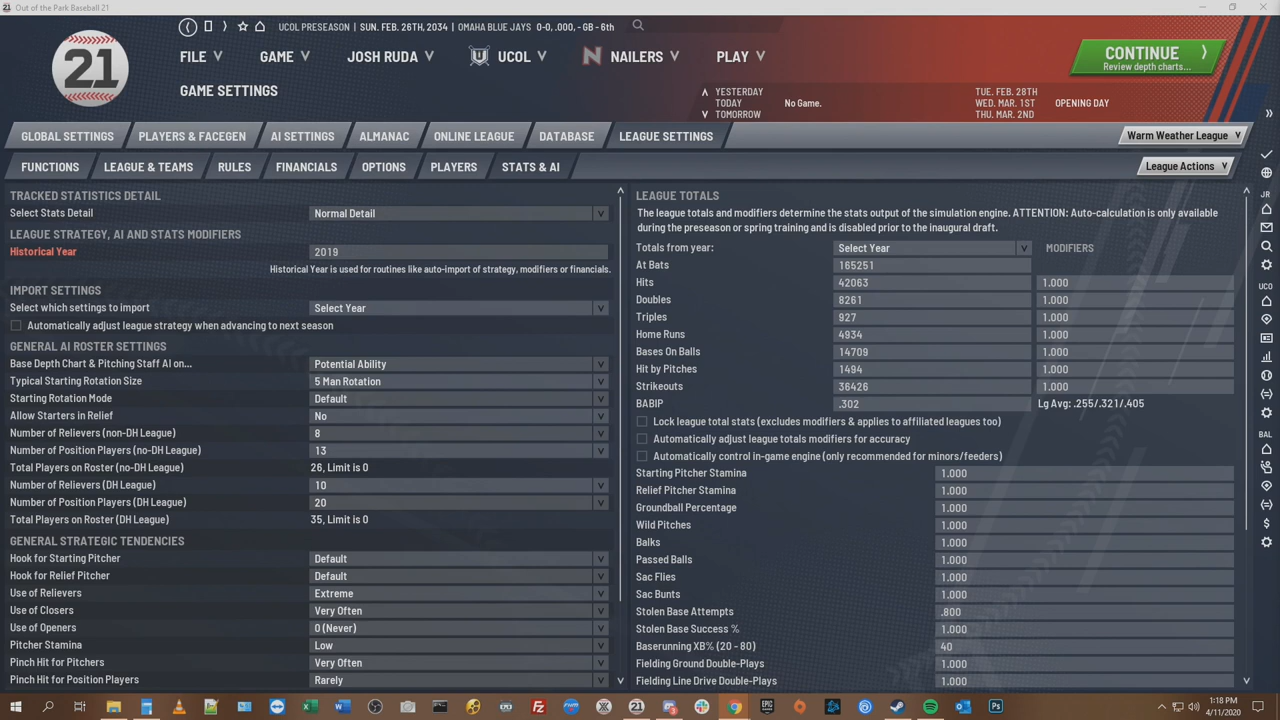 Out of the Park Baseball 21
UCOL PRESEASON | SUN. FEB. 26TH, 2034 | OMAHA BLUE JAYS 0-0, .000, - GB - 6th
21
FILE GAME JOSH RUDA UCOL NAILERS PLAY
CONTINUE
Review depth charts...
GAME SETTINGS
YESTERDAY TUE. FEB. 28TH
TODAY No Game. WED. MAR. 1ST OPENING DAY
TOMORROW THU. MAR. 2ND
GLOBAL SETTINGS PLAYERS & FACEGEN AI SETTINGS ALMANAC ONLINE LEAGUE DATABASE LEAGUE SETTINGS Warm Weather League
FUNCTIONS LEAGUE & TEAMS RULES FINANCIALS OPTIONS PLAYERS STATS & AI League Actions
TRACKED STATISTICS DETAIL
Select Stats Detail Normal Detail
LEAGUE STRATEGY, AI AND STATS MODIFIERS
Historical Year 2019
Historical Year is used for routines like auto-import of strategy, modifiers or financials.
IMPORT SETTINGS
Select which settings to import Select Year
Automatically adjust league strategy when advancing to next season
GENERAL AI ROSTER SETTINGS
Base Depth Chart & Pitching Staff AI on... Potential Ability
Typical Starting Rotation Size 5 Man Rotation
Starting Rotation Mode Default
Allow Starters in Relief No
Number of Relievers (non-DH League) 8
Number of Position Players (no-DH League) 13
Total Players on Roster (no-DH League) 26, Limit is 0
Number of Relievers (DH League) 10
Number of Position Players (DH League) 20
Total Players on Roster (DH League) 35, Limit is 0
GENERAL STRATEGIC TENDENCIES
Hook for Starting Pitcher Default
Hook for Relief Pitcher Default
Use of Relievers Extreme
Use of Closers Very Often
Use of Openers 0 (Never)
Pitcher Stamina Low
Pinch Hit for Pitchers Very Often
Pinch Hit for Position Players Rarely
LEAGUE TOTALS
The league totals and modifiers determine the stats output of the simulation engine. ATTENTION: Auto-calculation is only available
during the preseason or spring training and is disabled prior to the inaugural draft.
Totals from year: Select Year MODIFIERS
At Bats 165251
Hits 42063 1.000
Doubles 8261 1.000
Triples 927 1.000
Home Runs 4934 1.000
Bases On Balls 14709 1.000
Hit by Pitches 1494 1.000
Strikeouts 36426 1.000
BABIP .302 Lg Avg: .255/.321/.405
Lock league total stats (excludes modifiers & applies to affiliated leagues too)
Automatically adjust league totals modifiers for accuracy
Automatically control in-game engine (only recommended for minors/feeders)
Starting Pitcher Stamina 1.000
Relief Pitcher Stamina 1.000
Groundball Percentage 1.000
Wild Pitches 1.000
Balks 1.000
Passed Balls 1.000
Sac Flies 1.000
Sac Bunts 1.000
Stolen Base Attempts .800
Stolen Base Success % 1.000
Baserunning XB% (20 - 80) 40
Fielding Ground Double-Plays 1.000
Fielding Line Drive Double-Plays 1.000
JR
UCO
BAL
1:18 PM
4/11/2020